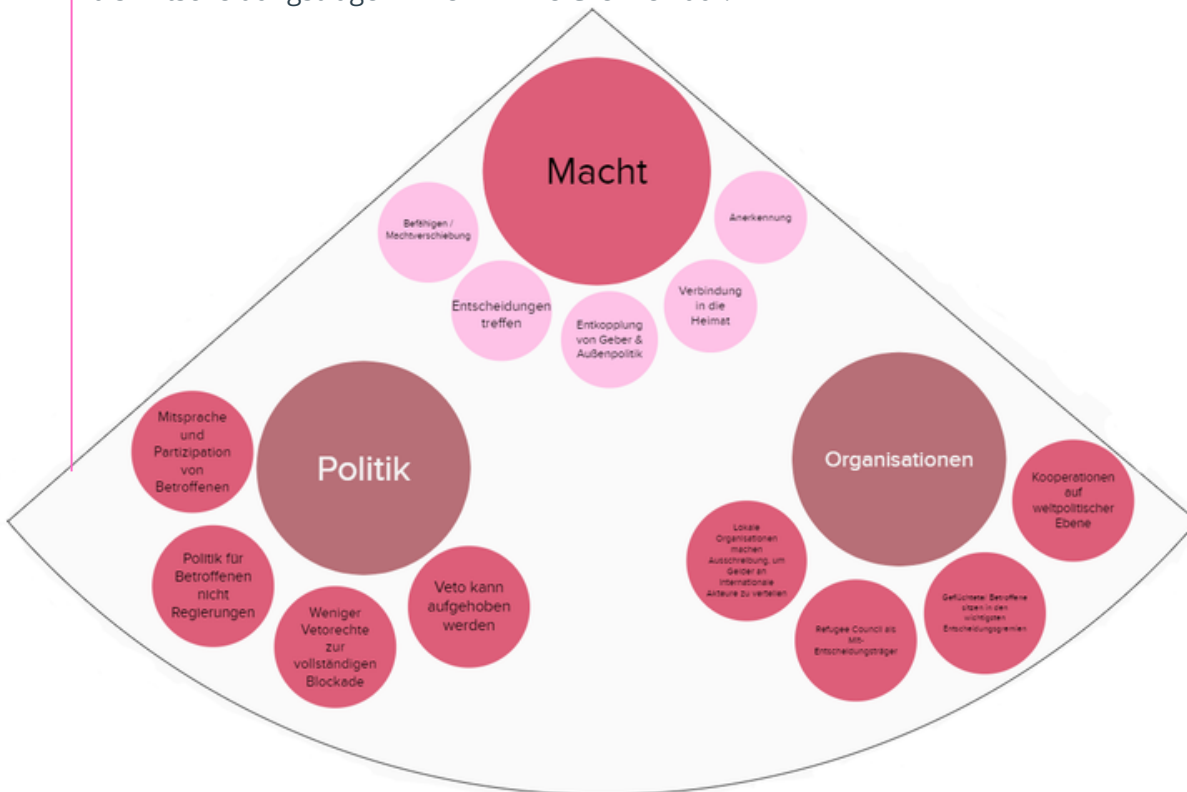 Macht
Befähigen /
Machtverschiebung
Entscheidungen
treffen
Entkopplung
von Geber &
Außenpolitik
Verbindung
in die
Heimat
Anerkennung
Politik
Mitsprache
und
Partizipation
von
Betroffenen
Politik für
Betroffenen
nicht
Regierungen
Weniger
Vetorechte
zur
vollständigen
Blockade
Veto kann
aufgehoben
werden
Organisationen
Lokale
Organisationen
machen
Ausschreibung, um
Gelder an
internationale
Akteure zu verteilen
Refugee Council als
Mit-
Entscheidungsträger
Geflüchtete/ Betroffene
sitzen in den
wichtigsten
Entscheidungsgremien
Kooperationen
auf
weltpolitischer
Ebene